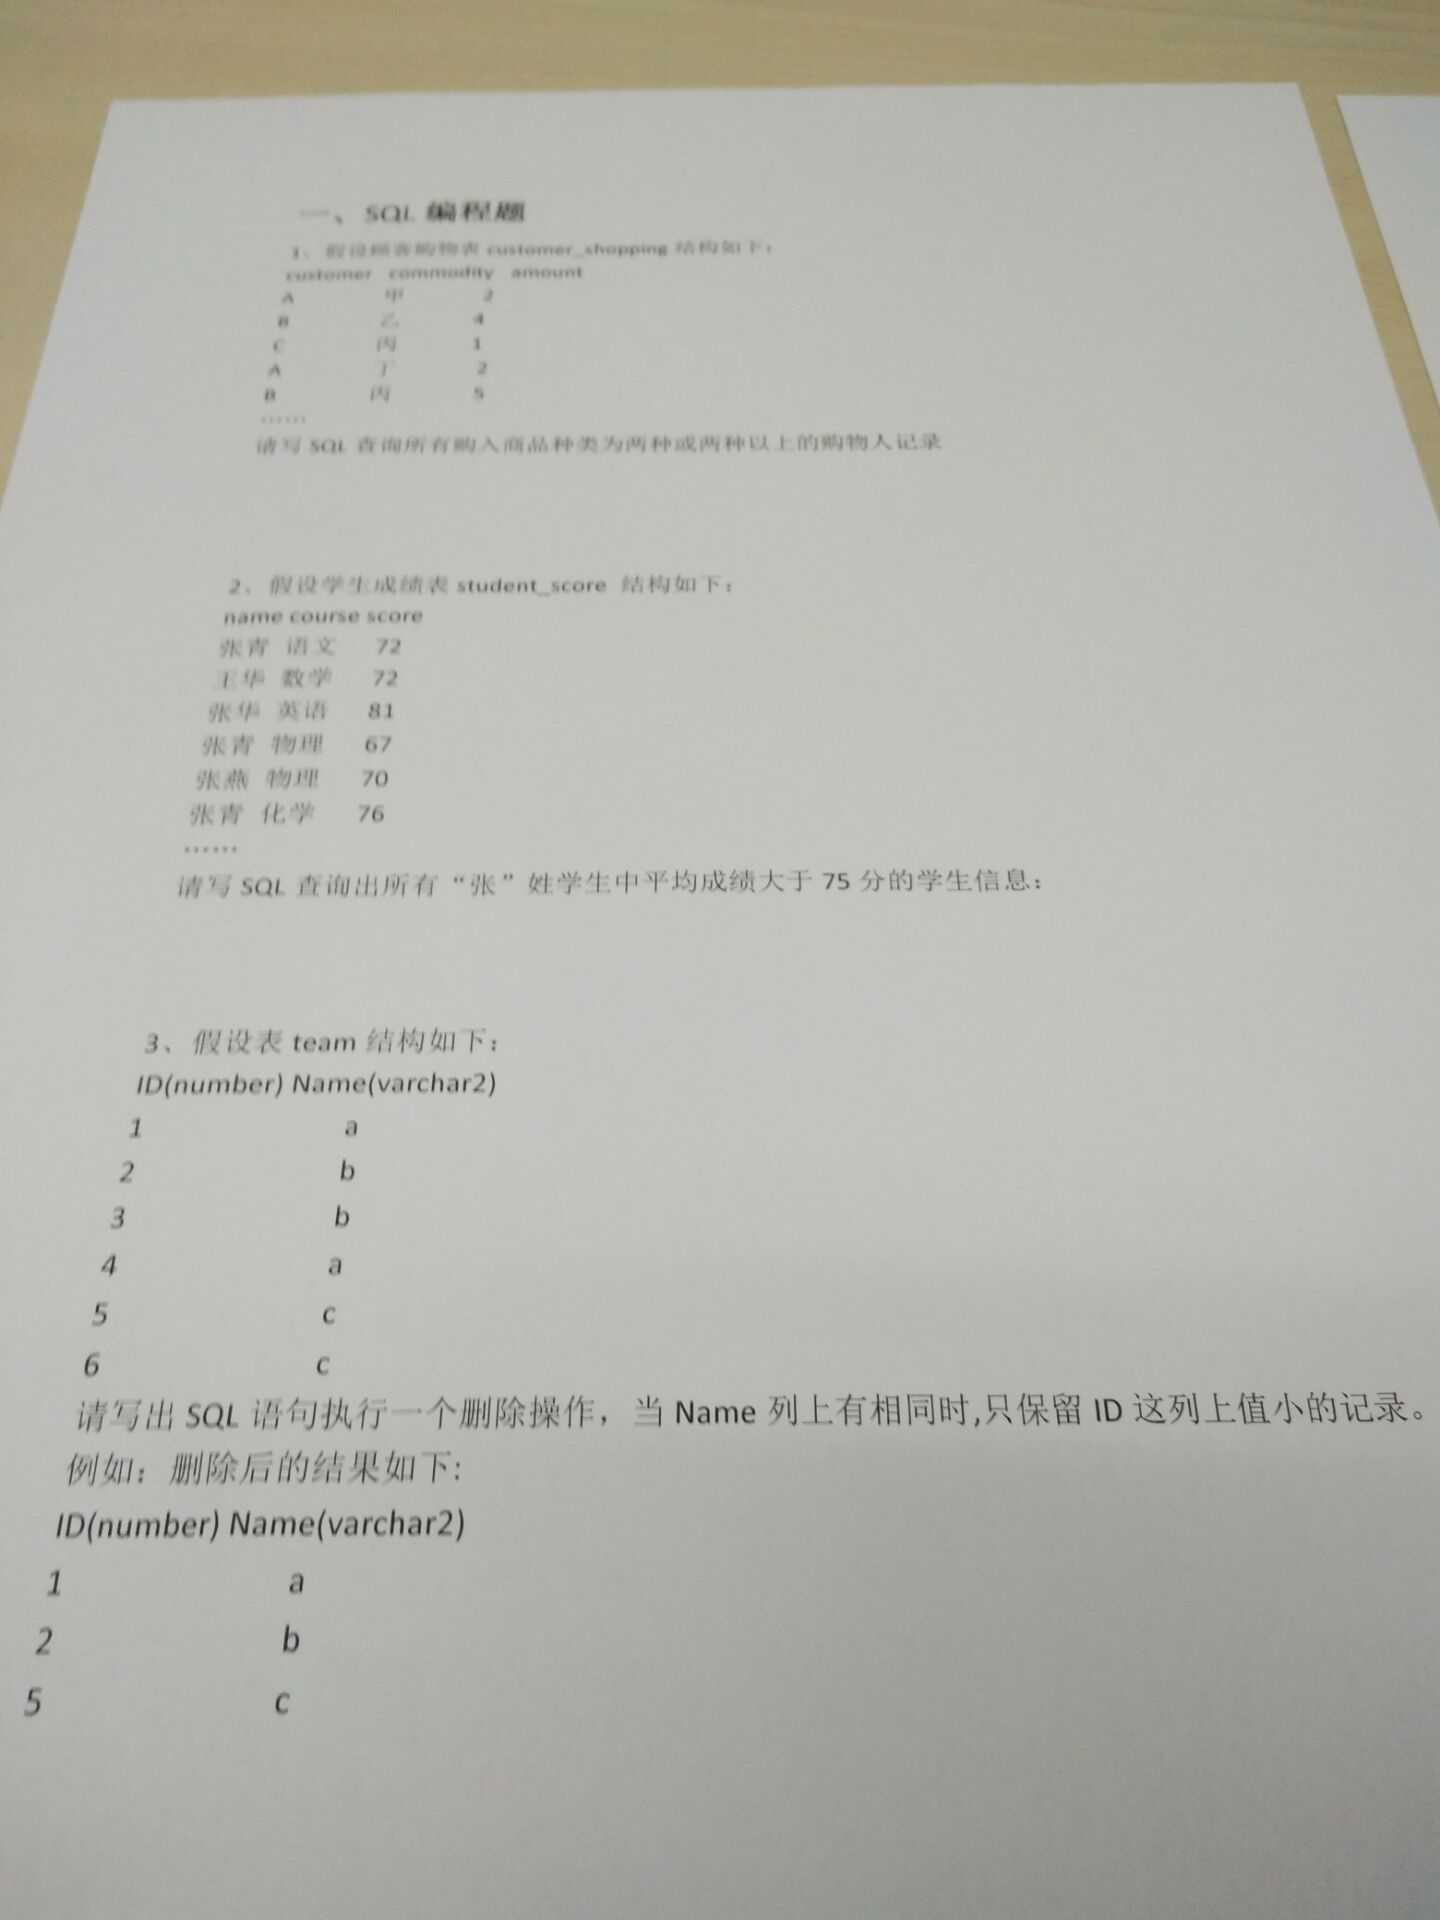 一、SQL 编程题
1、假设顾客购物表 customer_shopping 结构如下：
customer commodity amount
A 甲 2
B 乙 4
C 丙 1
A 丁 2
B 丙 5
……
请写 SQL 查询所有购入商品种类为两种或两种以上的购物人记录
2、假设学生成绩表 student_score 结构如下：
name course score
张青 语文 72
王华 数学 72
张华 英语 81
张青 物理 67
张燕 物理 70
张青 化学 76
……
请写 SQL 查询出所有“张”姓学生中平均成绩大于 75 分的学生信息：
3、假设表 team 结构如下：
ID(number) Name(varchar2)
1 a
2 b
3 b
4 a
5 c
6 c
请写出 SQL 语句执行一个删除操作，当 Name 列上有相同时,只保留 ID 这列上值小的记录。
例如：删除后的结果如下:
ID(number) Name(varchar2)
1 a
2 b
5 c